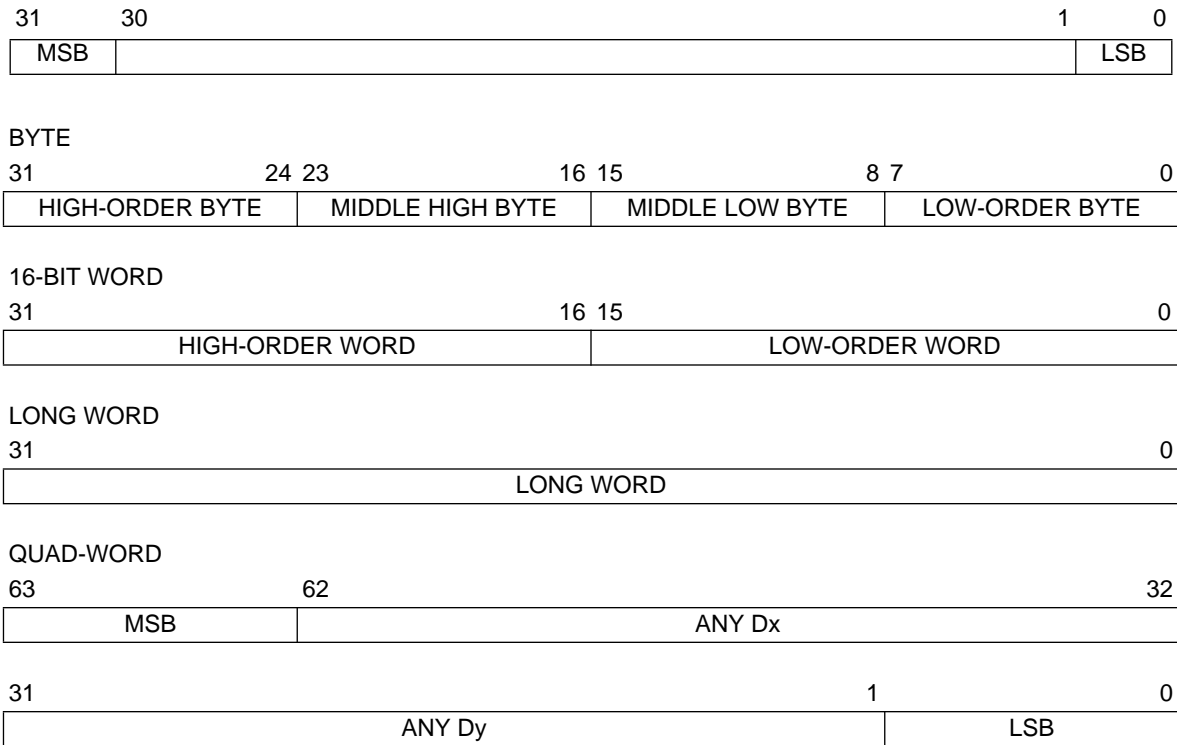 31 30 1 0
MSB LSB
BYTE
31 24 23 16 15 8 7 0
HIGH-ORDER BYTE MIDDLE HIGH BYTE MIDDLE LOW BYTE LOW-ORDER BYTE
16-BIT WORD
31 16 15 0
HIGH-ORDER WORD LOW-ORDER WORD
LONG WORD
31 0
LONG WORD
QUAD-WORD
63 62 32
MSB ANY Dx
31 1 0
ANY Dy LSB